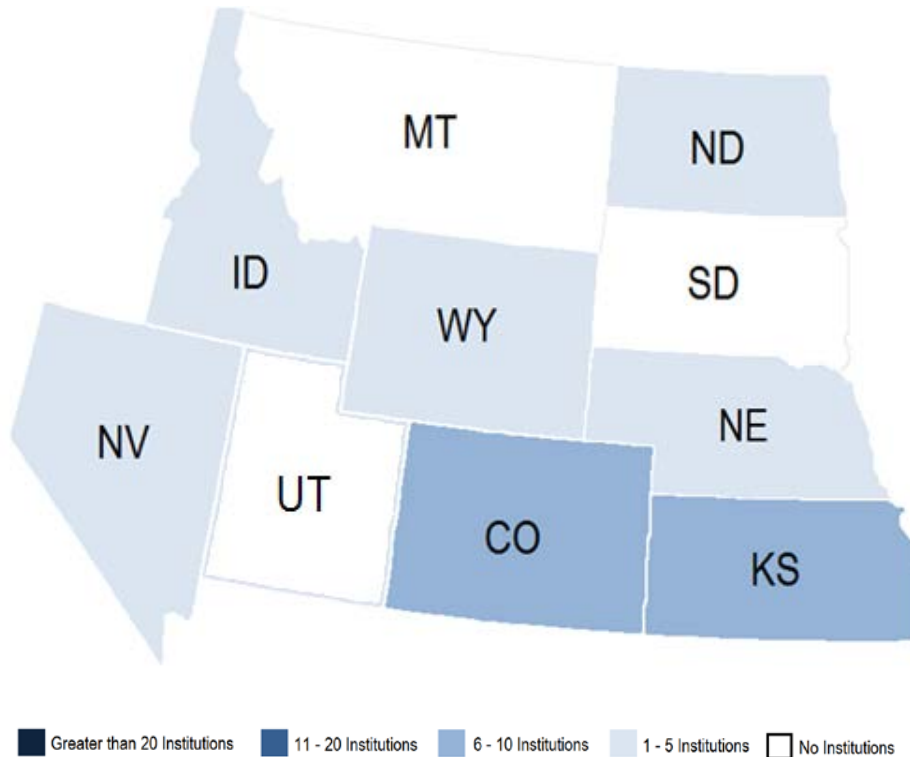 MT
ND
ID
SD
WY
NV
NE
UT
CO
KS
Greater than 20 Institutions
11 - 20 Institutions
6 - 10 Institutions
1 - 5 Institutions
No Institutions